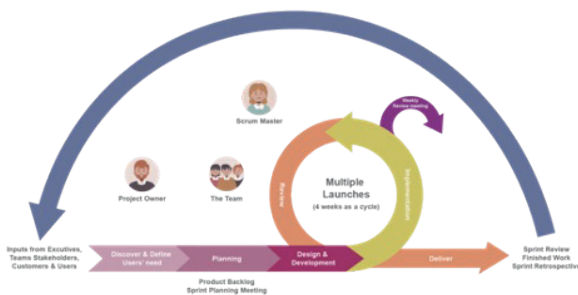 Weekly
Review meeting
Scrum Master
Project Owner
The Team
Review
Multiple
Launches
(4 weeks as a cycle)
Implementation
Inputs from Excutives,
Teams Stakeholders,
Customers & Users
Discover & Define
Users' need
Planning
Design &
Development
Deliver
Sprint Review
Finished Work
Sprint Retrospective
Product Backlog
Sprint Planning Meeting